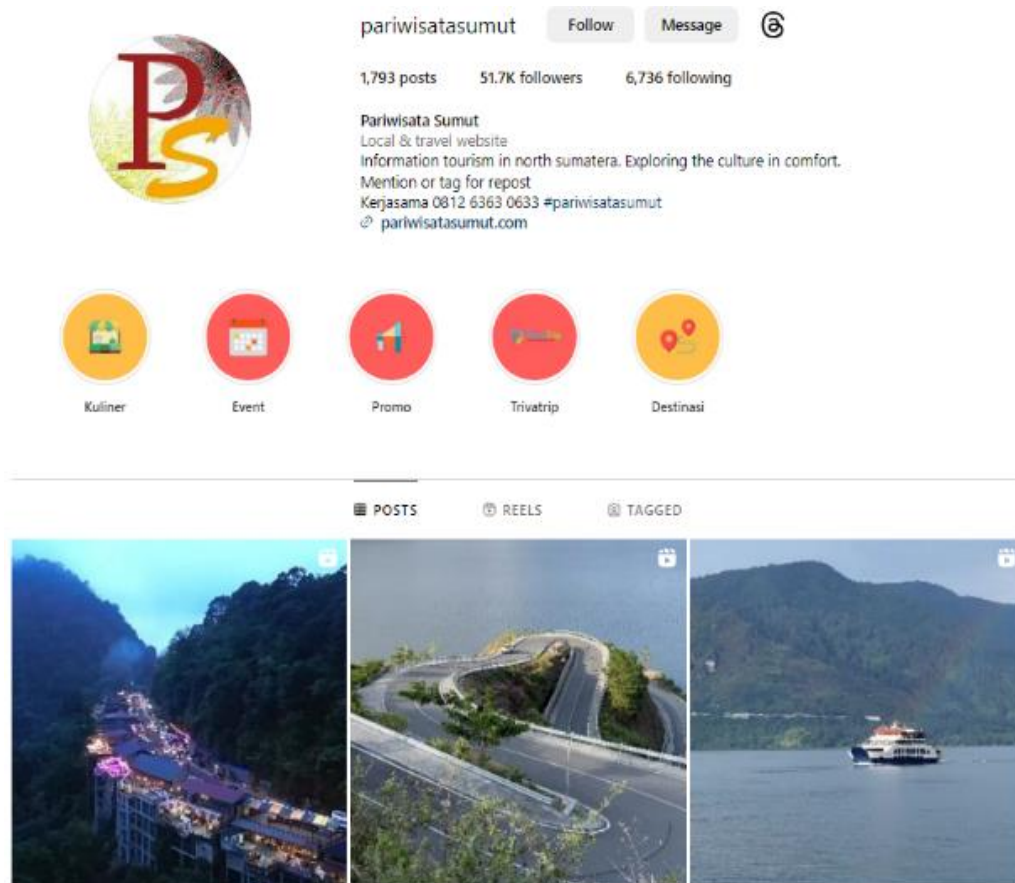 pariwisatasumut Follow Message
1,793 posts 51.7K followers 6,736 following
Pariwisata Sumut
Local & travel website
Information tourism in north sumatera. Exploring the culture in comfort.
Mention or tag for repost
Kerjasama 0812 6363 0633 #pariwisatasumut
pariwisatasumut.com
PS
Kuliner Event Promo Trivatrip Destinasi
POSTS REELS TAGGED